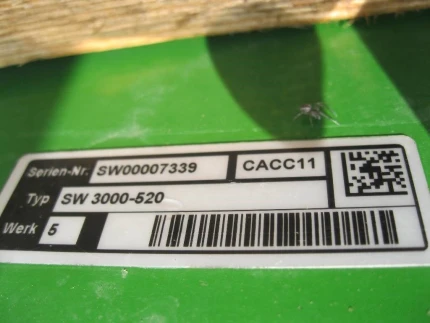 Serien-Nr. SW00007339 CACC11
Typ SW 3000-520
Werk 5